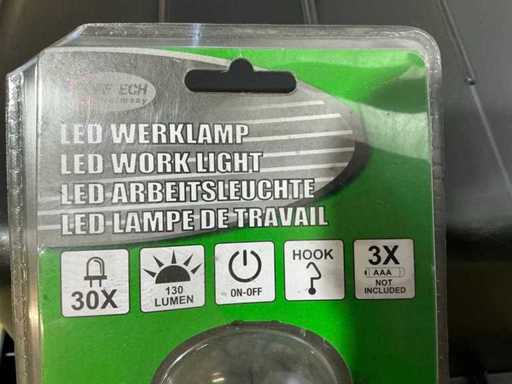 TECH
LED WERKLAMP
LED WORK LIGHT
LED ARBEITSLEUCHTE
LED LAMPE DE TRAVAIL
30X
130
LUMEN
ON-OFF
HOOK
3X
AAA
NOT
INCLUDED